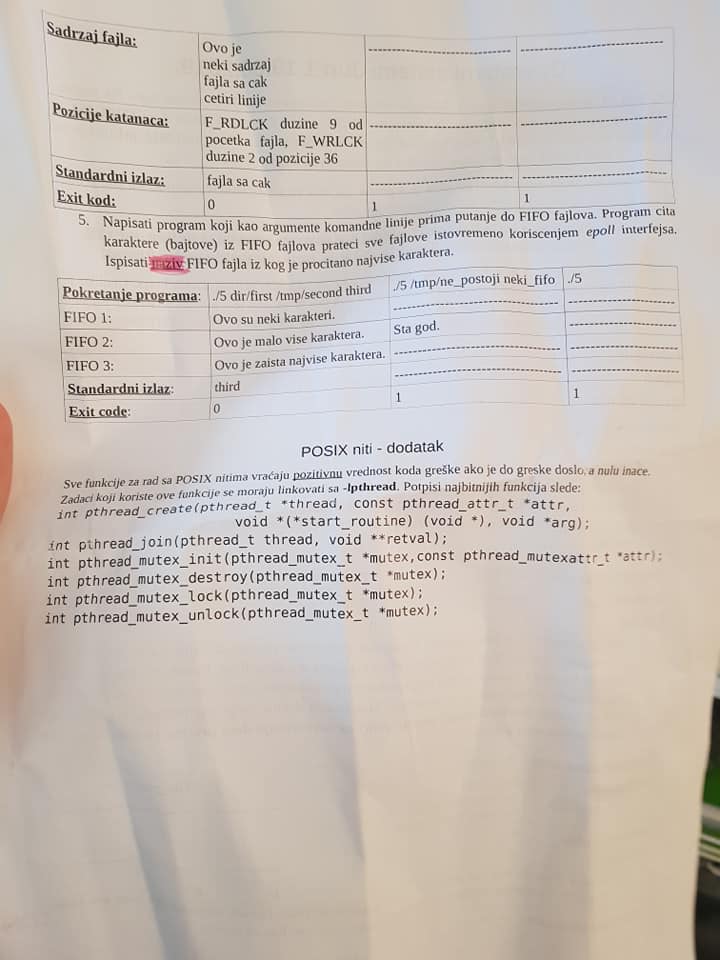 Sadrzaj fajla:
Ovo je
neki sadrzaj
fajla sa cak
cetiri linije
Pozicije katanaca:
F_RDLCK duzine 9 od
pocetka fajla, F_WRLCK
duzine 2 od pozicije 36
Standardni izlaz:
fajla sa cak
Exit kod:
0
1
1
5. Napisati program koji kao argumente komandne linije prima putanje do FIFO fajlova. Program cita
karaktere (bajtove) iz FIFO fajlova prateci sve fajlove istovremeno koriscenjem epoll interfejsa.
Ispisati naziv FIFO fajla iz kog je procitano najvise karaktera.
Pokretanje programa: ./5 dir/first /tmp/second third ./5 /tmp/ne_postoji neki_fifo ./5
FIFO 1: Ovo su neki karakteri. ----------
FIFO 2: Ovo je malo vise karaktera. Sta god.
FIFO 3: Ovo je zaista najvise karaktera.
Standardni izlaz: third
Exit code: 0 1 1
POSIX niti - dodatak
Sve funkcije za rad sa POSIX nitima vraćaju pozitivnu vrednost koda greške ako je do greske doslo, a nulu inace.
Zadaci koji koriste ove funkcije se moraju linkovati sa -lpthread. Potpisi najbitnijih funkcija slede:
int pthread_create(pthread_t *thread, const pthread_attr_t *attr,
void *(*start_routine) (void *), void *arg);
int pthread_join(pthread_t thread, void **retval);
int pthread_mutex_init(pthread_mutex_t *mutex,const pthread_mutexattr_t *attr);
int pthread_mutex_destroy(pthread_mutex_t *mutex);
int pthread_mutex_lock(pthread_mutex_t *mutex);
int pthread_mutex_unlock(pthread_mutex_t *mutex);